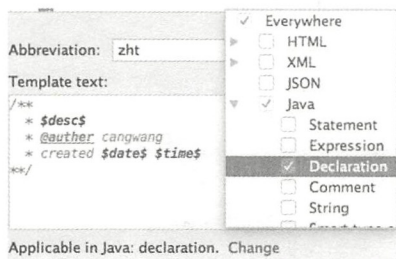 Abbreviation: zht
Template text:
/**
* $desc$
* @auther cangwang
* created $date$ $time$
**/
Applicable in Java: declaration. Change
Everywhere
HTML
XML
JSON
Java
Statement
Expression
Declaration
Comment
String